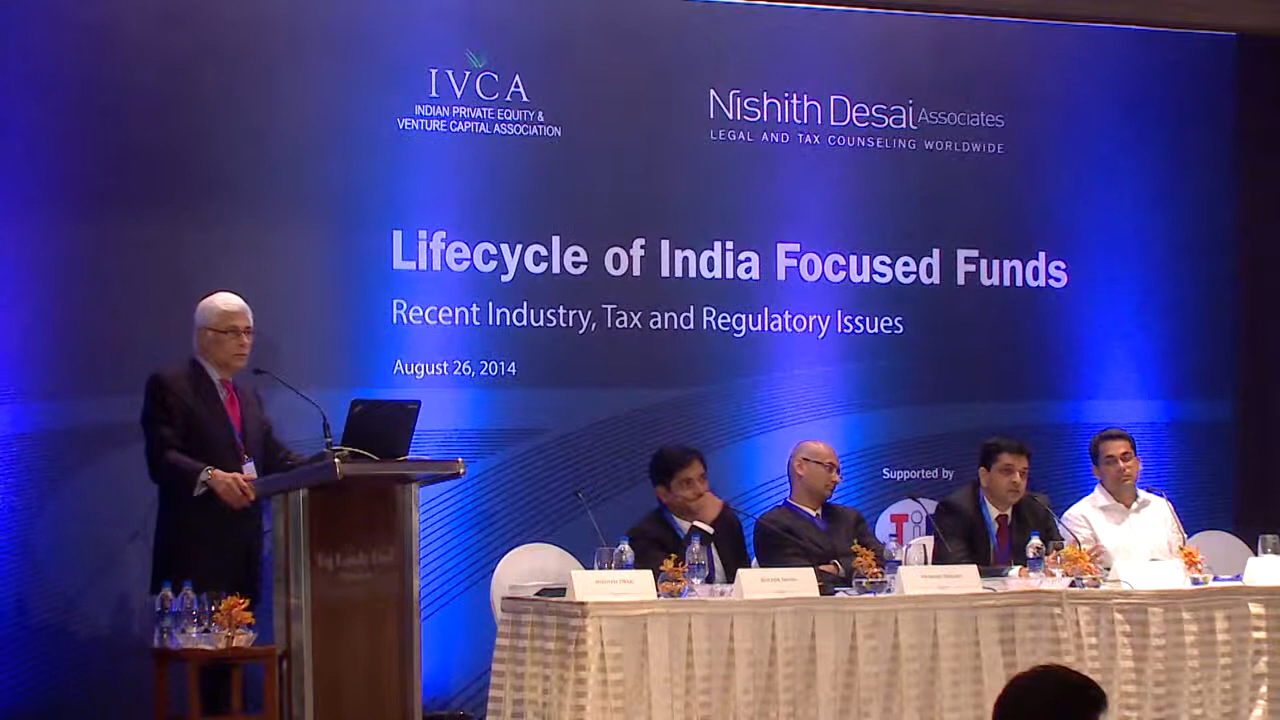 IVCA
INDIAN PRIVATE EQUITY &
VENTURE CAPITAL ASSOCIATION
Nishith Desai Associates
LEGAL AND TAX COUNSELING WORLDWIDE
Lifecycle of India Focused Funds
Recent Industry, Tax and Regulatory Issues
August 26, 2014
Supported by